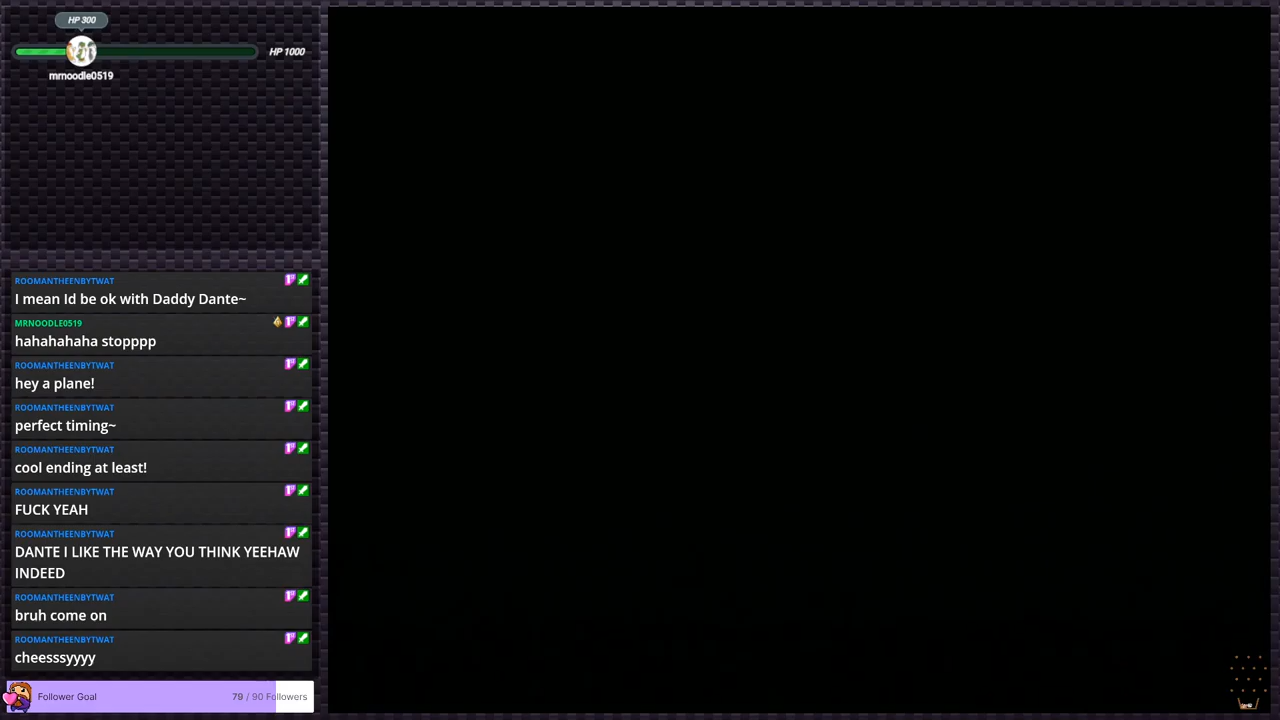 HP 300
HP 1000
mrnoodle0519
ROOMANTHEENBYTWAT
I mean Id be ok with Daddy Dante~
MRNOODLE0519
hahahahaha stopppp
ROOMANTHEENBYTWAT
hey a plane!
ROOMANTHEENBYTWAT
perfect timing~
ROOMANTHEENBYTWAT
cool ending at least!
ROOMANTHEENBYTWAT
FUCK YEAH
ROOMANTHEENBYTWAT
DANTE I LIKE THE WAY YOU THINK YEEHAW
INDEED
ROOMANTHEENBYTWAT
bruh come on
ROOMANTHEENBYTWAT
cheesssyyyy
Follower Goal 79 / 90 Followers